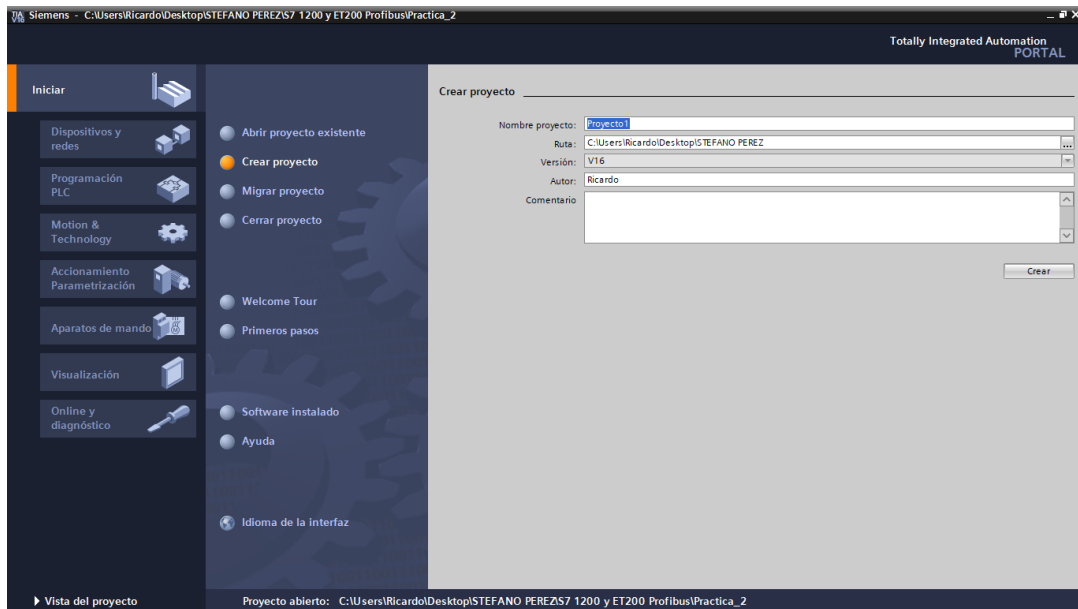 Siemens - C:\Users\Ricardo\Desktop\STEFANO PEREZ\S7 1200 y ET200 Profibus\Practica_2
Totally Integrated Automation
PORTAL
Iniciar
Dispositivos y
redes
Programación
PLC
Motion &
Technology
Accionamiento
Parametrización
Aparatos de mando
Visualización
Online y
diagnóstico
Vista del proyecto
Abrir proyecto existente
Crear proyecto
Migrar proyecto
Cerrar proyecto
Welcome Tour
Primeros pasos
Software instalado
Ayuda
Idioma de la interfaz
Crear proyecto
Nombre proyecto: Proyecto1
Ruta: C:\Users\Ricardo\Desktop\STEFANO PEREZ ...
Versión: V16
Autor: Ricardo
Comentario
Crear
Proyecto abierto: C:\Users\Ricardo\Desktop\STEFANO PEREZ\S7 1200 y ET200 Profibus\Practica_2